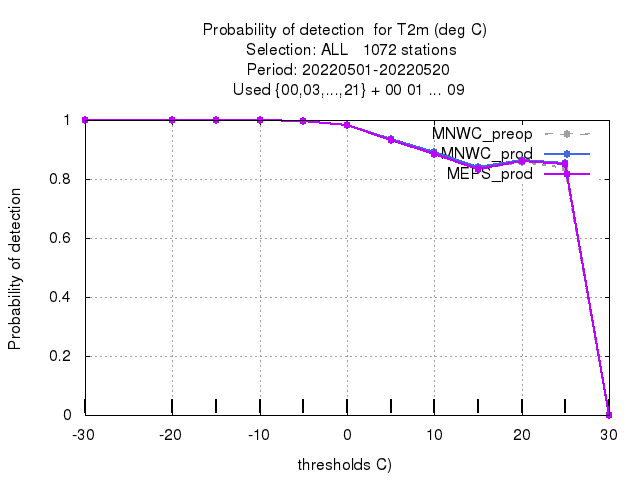 Probability of detection  for T2m (deg C)
Selection: ALL   1072 stations
Period: 20220501-20220520
Used {00,03,...,21} + 00 01 ... 09
MNWC_preop
MNWC_prod
MEPS_prod
1
0.8
0.6
0.4
0.2
0
Probability of detection
-30
-20
-10
0
10
20
30
thresholds C)